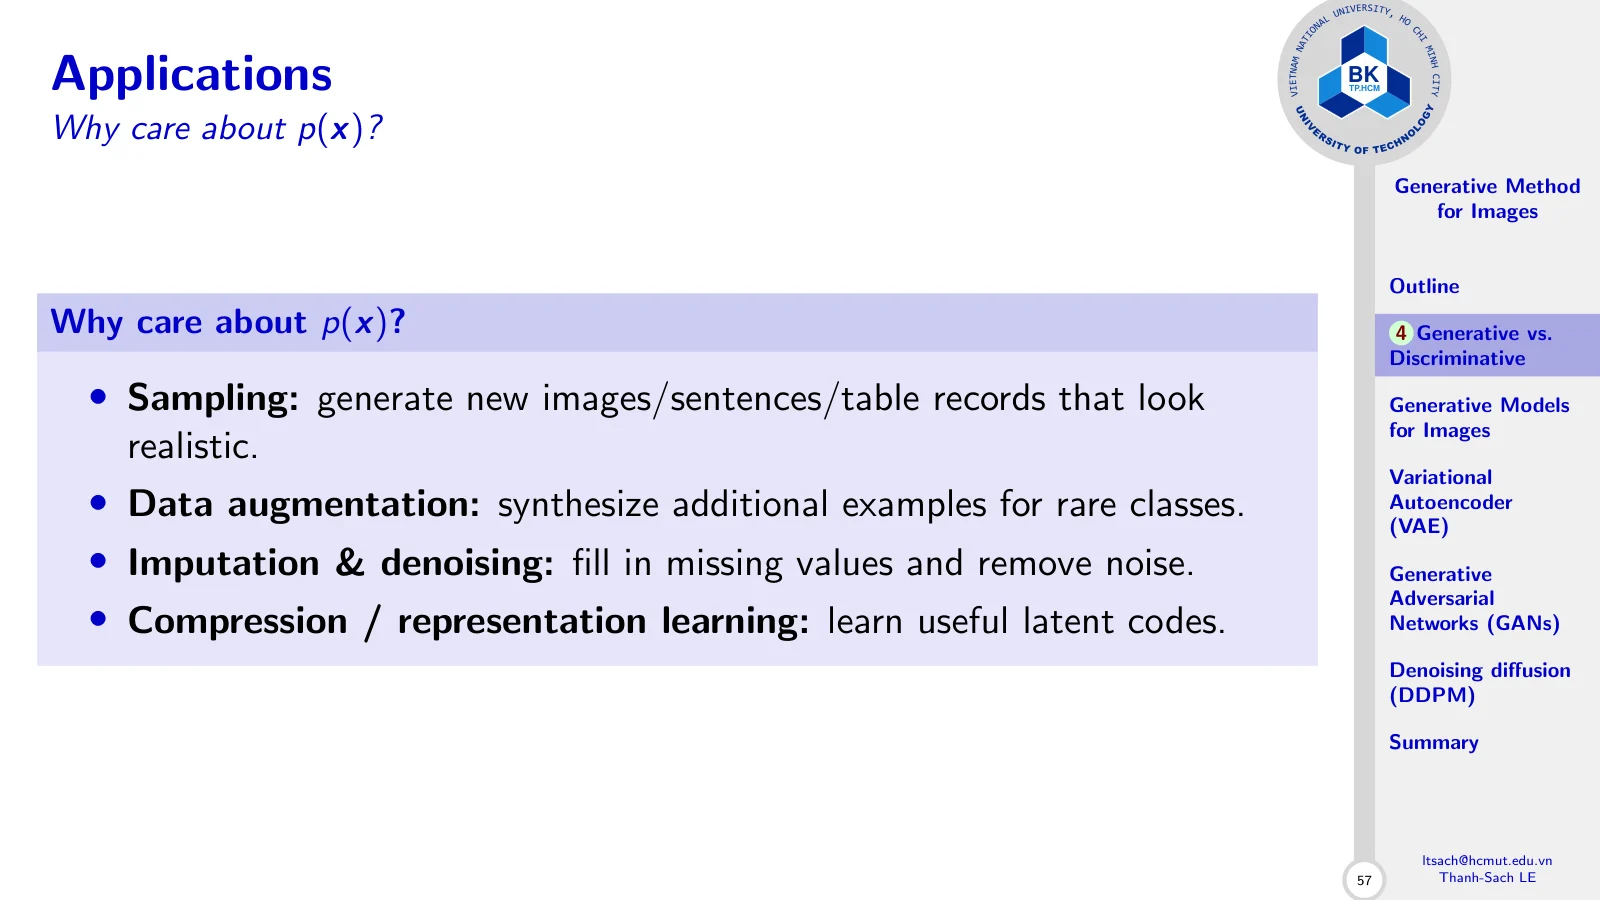 Applications
Why care about p(x)?
Why care about p(x)?
• Sampling: generate new images/sentences/table records that look
realistic.
• Data augmentation: synthesize additional examples for rare classes.
• Imputation & denoising: fill in missing values and remove noise.
• Compression / representation learning: learn useful latent codes.
VIETNAM NATIONAL UNIVERSITY, HO CHI MINH CITY
BK
TP.HCM
UNIVERSITY OF TECHNOLOGY
Generative Method
for Images
Outline
4 Generative vs.
Discriminative
Generative Models
for Images
Variational
Autoencoder
(VAE)
Generative
Adversarial
Networks (GANs)
Denoising diffusion
(DDPM)
Summary
ltsach@hcmut.edu.vn
Thanh-Sach LE
57